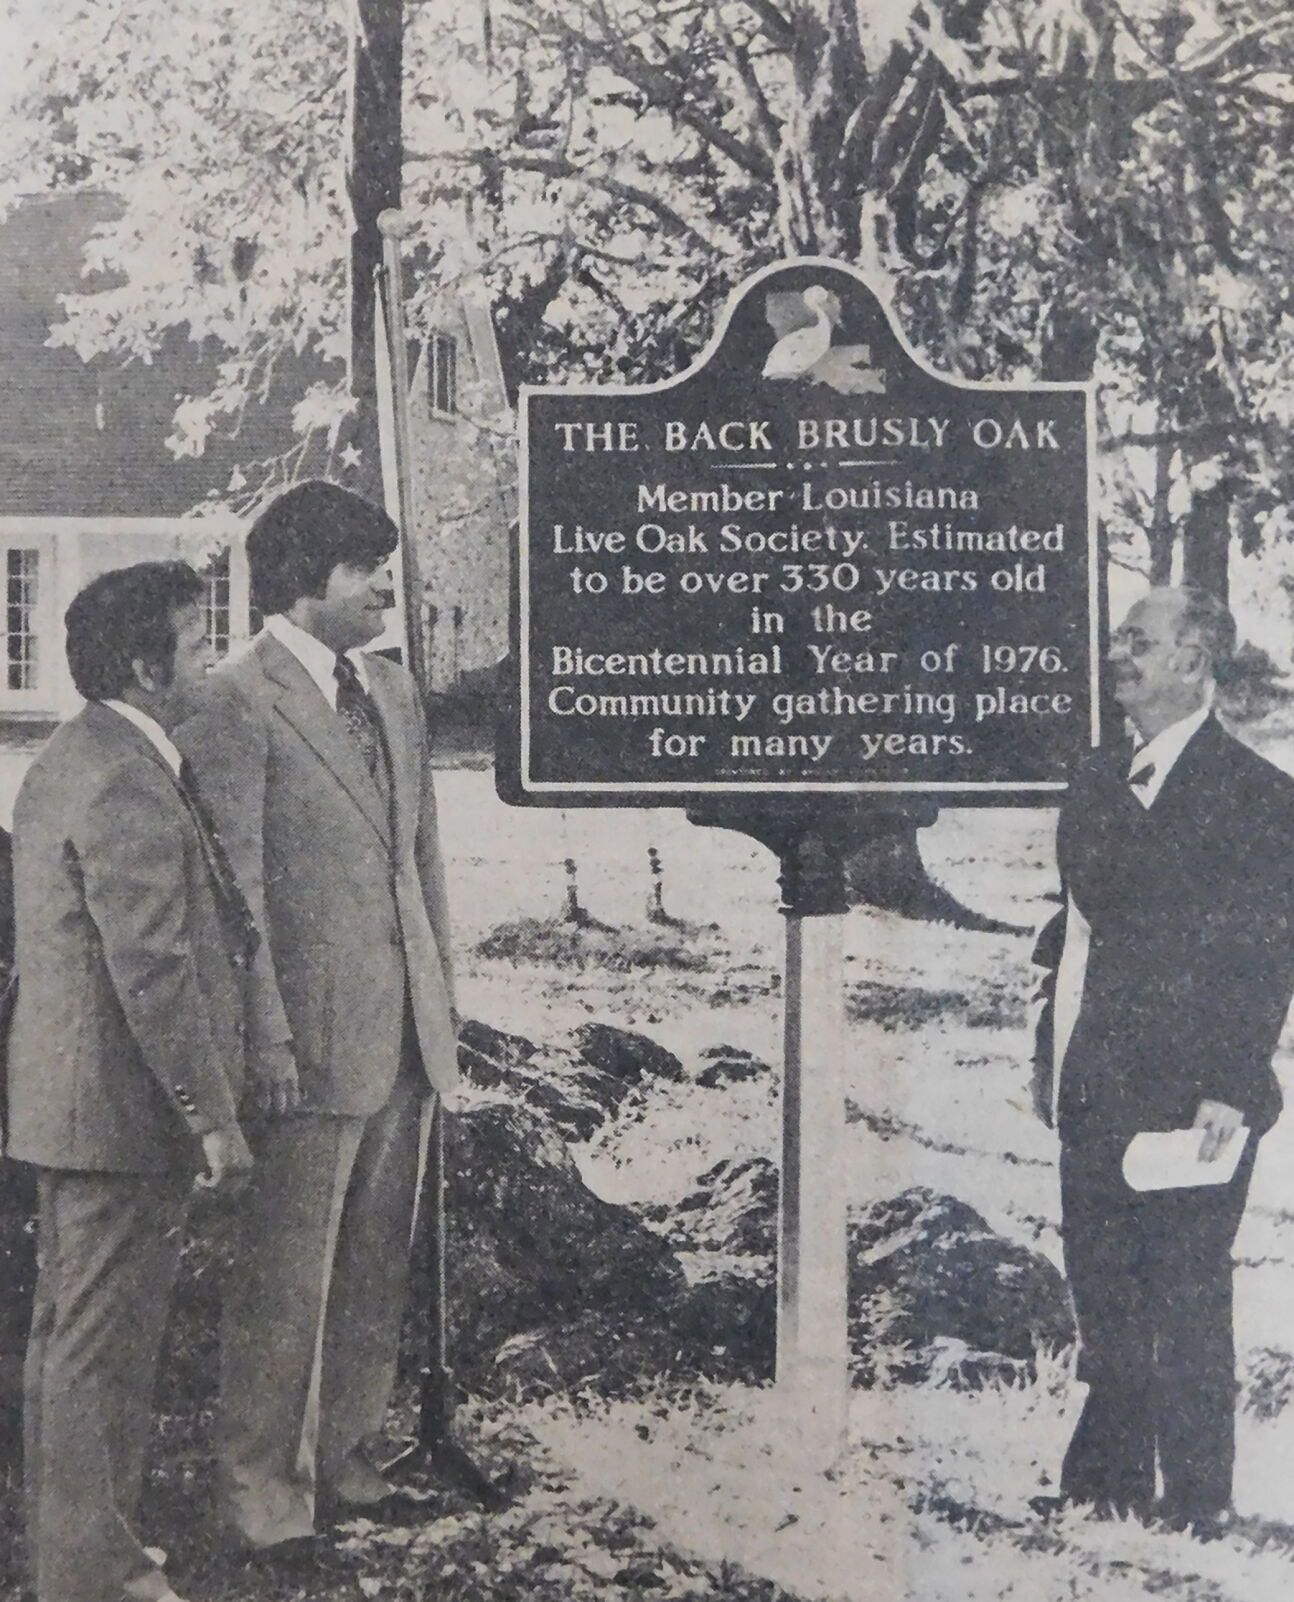 THE BACK BRUSLY OAK
Member Louisiana
Live Oak Society. Estimated
to be over 330 years old
in the
Bicentennial Year of 1976.
Community gathering place
for many years.